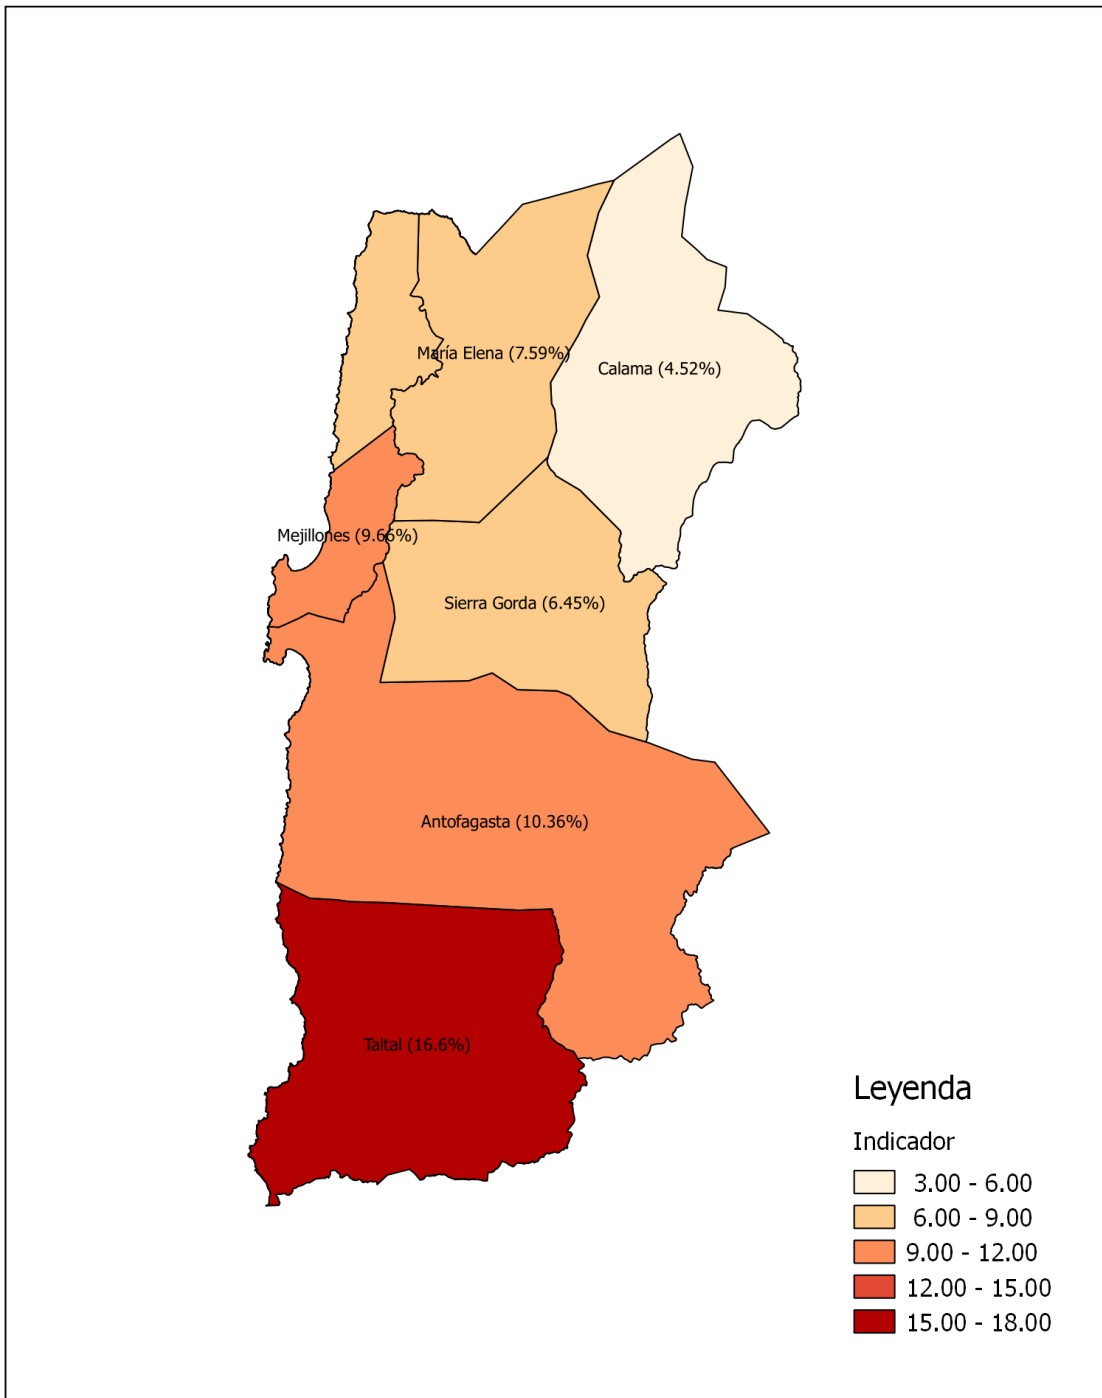 María Elena (7.59%)
Calama (4.52%)
Mejillones (9.66%)
Sierra Gorda (6.45%)
Antofagasta (10.36%)
Taltal (16.6%)
Leyenda
Indicador
3.00 - 6.00
6.00 - 9.00
9.00 - 12.00
12.00 - 15.00
15.00 - 18.00